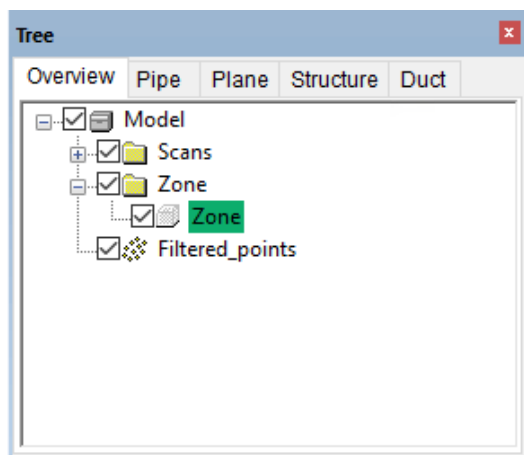 Tree
Overview Pipe Plane Structure Duct
Model
Scans
Zone
Zone
Filtered_points